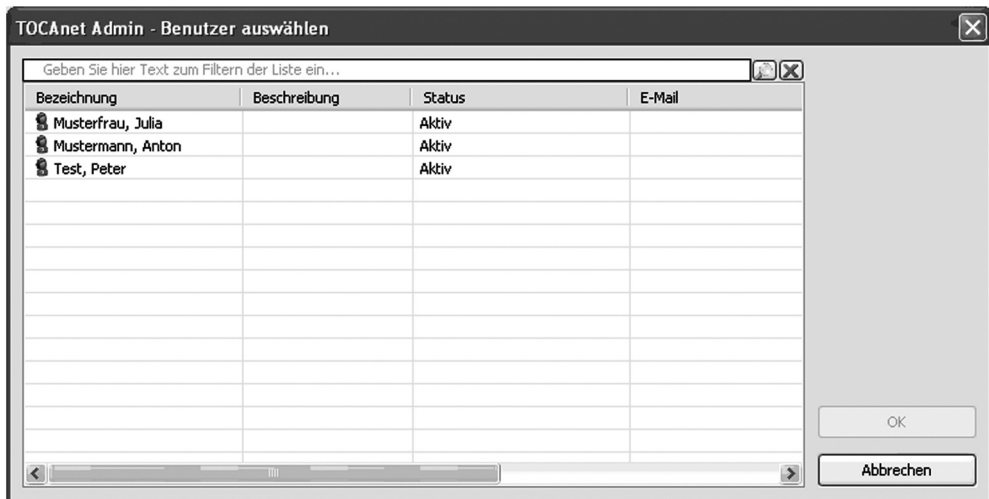 TOCAnet Admin - Benutzer auswählen
Geben Sie hier Text zum Filtern der Liste ein...
Bezeichnung Beschreibung Status E-Mail
Musterfrau, Julia Aktiv
Mustermann, Anton Aktiv
Test, Peter Aktiv
OK
Abbrechen